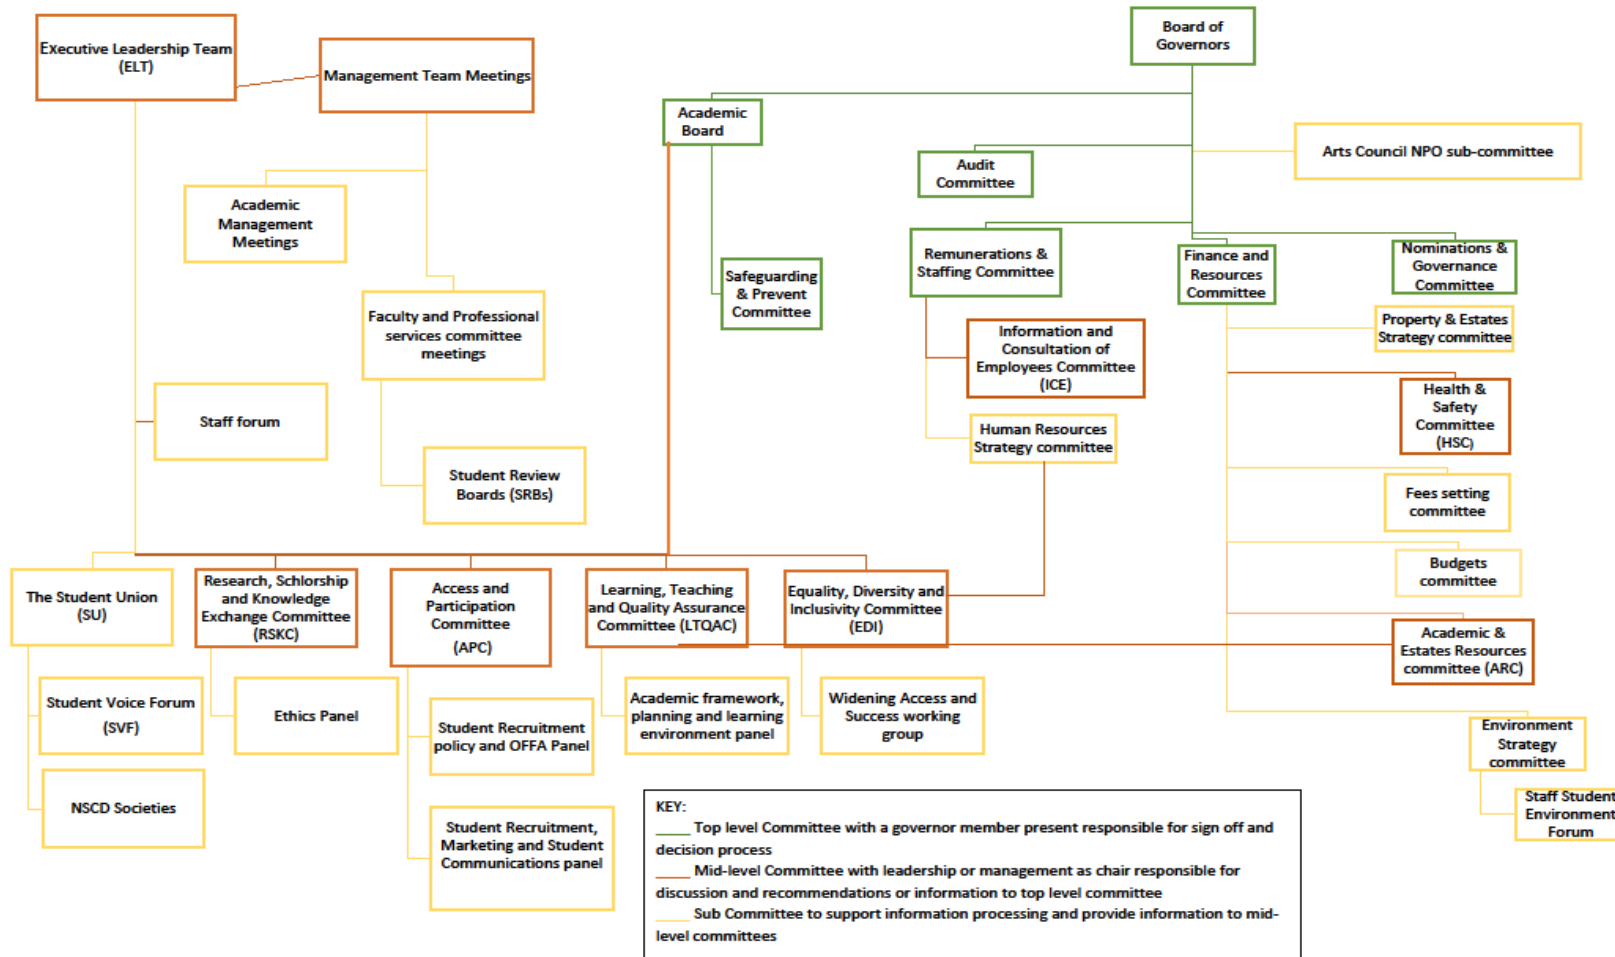 Executive Leadership Team
(ELT)
Management Team Meetings
Board of
Governors
Academic
Board
Audit
Committee
Arts Council NPO sub-committee
Academic
Management
Meetings
Remunerations &
Staffing Committee
Finance and
Resources
Committee
Nominations &
Governance
Committee
Safeguarding
& Prevent
Committee
Faculty and Professional
services committee
meetings
Information and
Consultation of
Employees Committee
(ICE)
Property & Estates
Strategy committee
Health &
Safety
Committee
(HSC)
Staff forum
Human Resources
Strategy committee
Student Review
Boards (SRBs)
Fees setting
committee
Budgets
committee
The Student Union
(SU)
Research, Schlorship
and Knowledge
Exchange Committee
(RSKC)
Access and
Participation
Committee
(APC)
Learning, Teaching
and Quality Assurance
Committee (LTQAC)
Equality, Diversity and
Inclusivity Committee
(EDI)
Academic &
Estates Resources
committee (ARC)
Student Voice Forum
(SVF)
Ethics Panel
Student Recruitment
policy and OFFA Panel
Academic framework,
planning and learning
environment panel
Widening Access and
Success working
group
Environment
Strategy
committee
NSCD Societies
Student Recruitment,
Marketing and Student
Communications panel
Staff Student
Environment
Forum
KEY:
____ Top level Committee with a governor member present responsible for sign off and
decision process
____ Mid-level Committee with leadership or management as chair responsible for
discussion and recommendations or information to top level committee
____ Sub Committee to support information processing and provide information to mid-
level committees